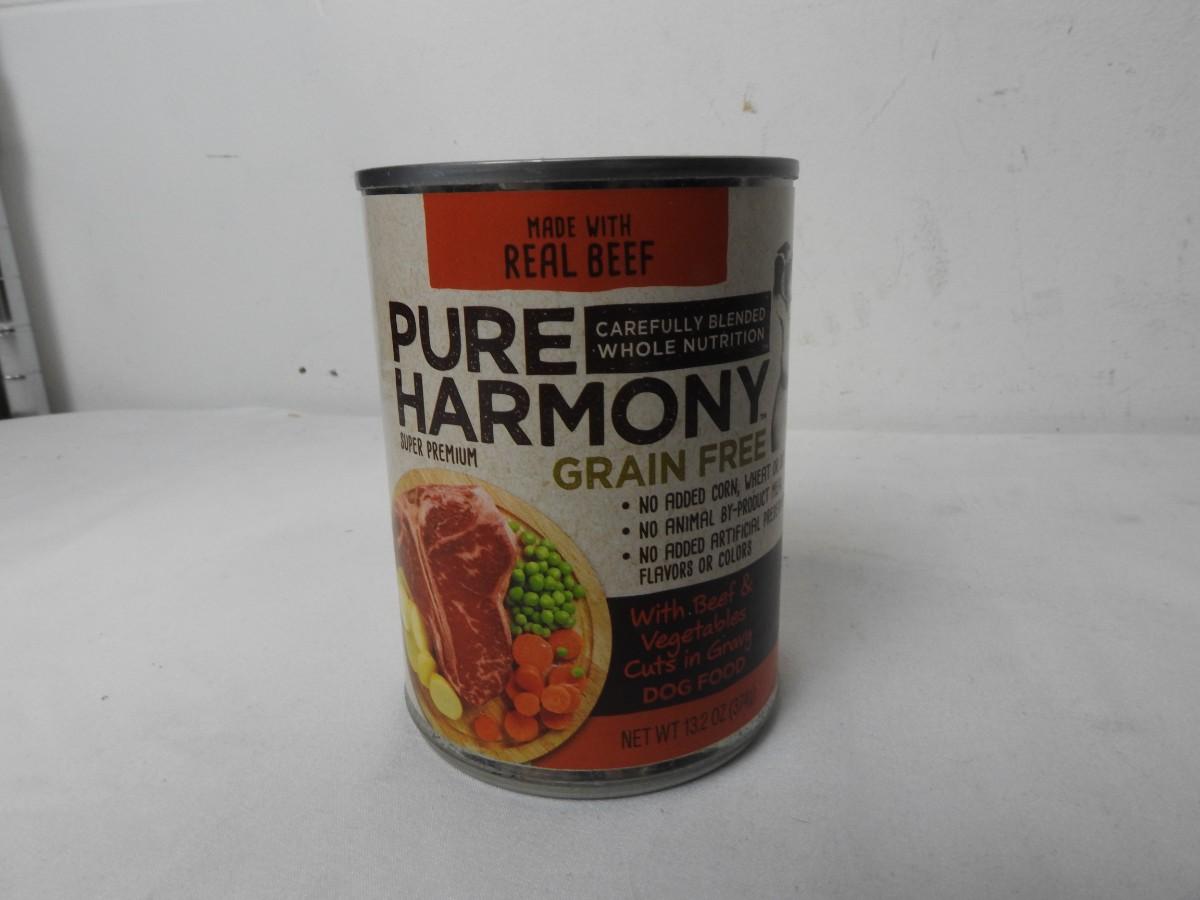 MADE WITH
REAL BEEF
PURE
CAREFULLY BLENDED
WHOLE NUTRITION
HARMONY™
SUPER PREMIUM
GRAIN FREE
• NO ADDED CORN, WHEAT
• NO ANIMAL BY-PRODUCT
• NO ADDED ARTIFICIAL
FLAVORS OR COLORS
With Beef &
Vegetables
Cuts in Gravy
DOG FOOD
NET WT 13.2 OZ